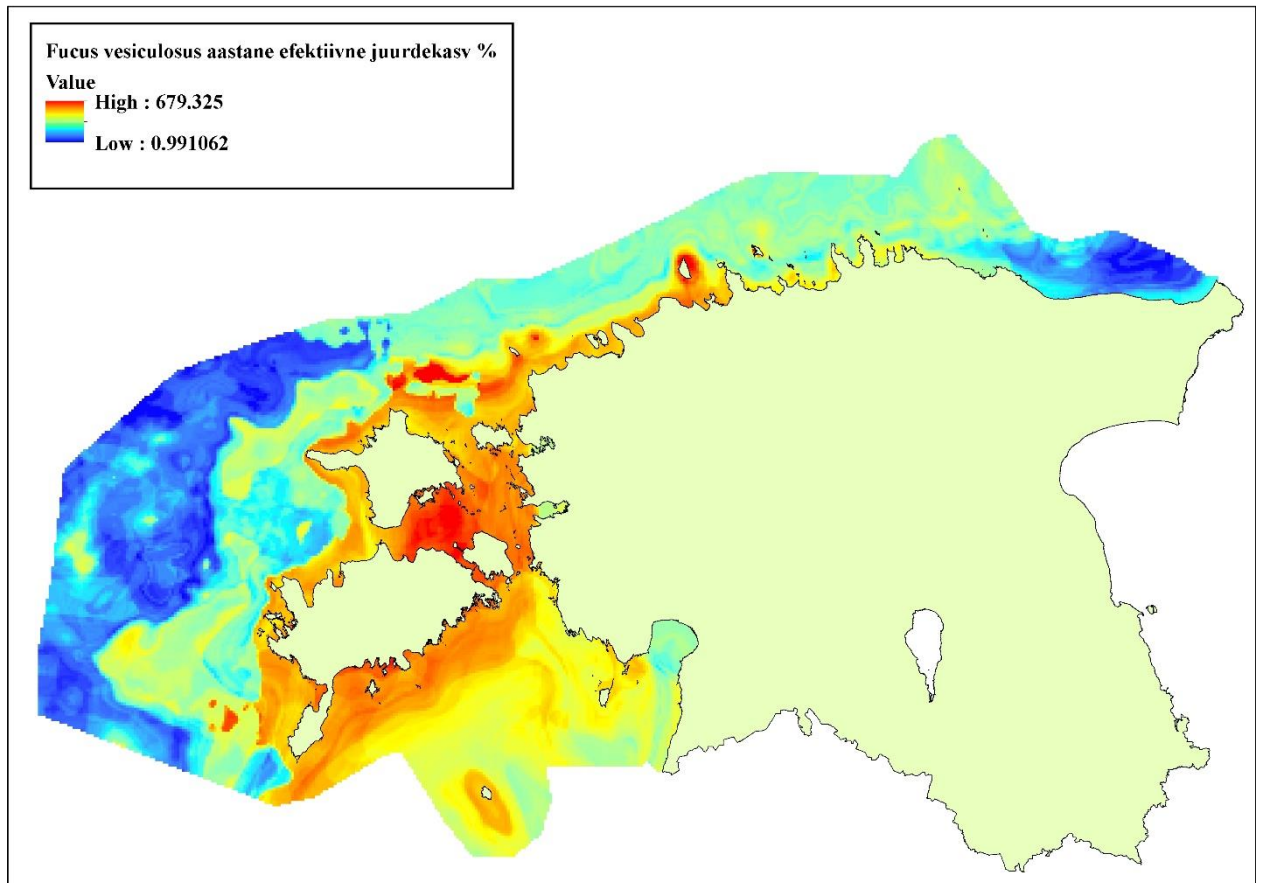 Fucus vesiculosus aastane efektiivne juurdekasv %
Value
High : 679.325
Low : 0.991062